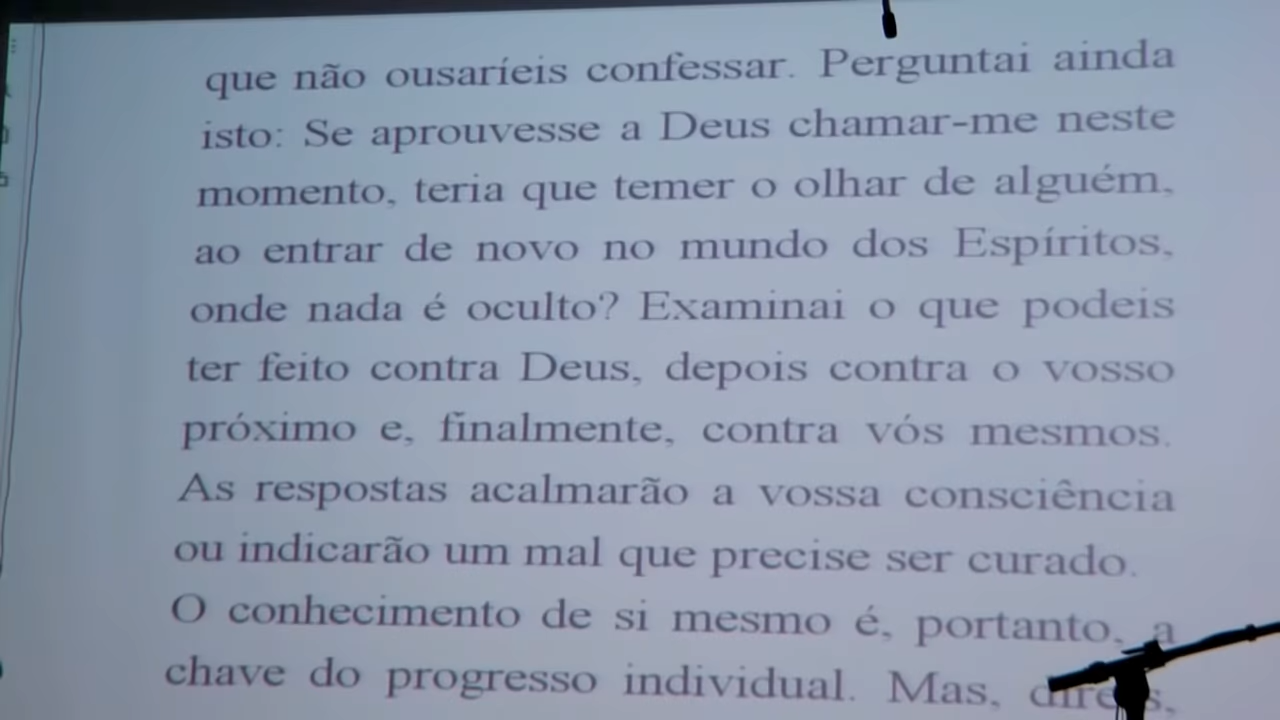 que não ousaríeis confessar. Perguntai ainda
isto: Se aprouvesse a Deus chamar-me neste
momento, teria que temer o olhar de alguém,
ao entrar de novo no mundo dos Espíritos,
onde nada é oculto? Examinai o que podeis
ter feito contra Deus, depois contra o vosso
próximo e, finalmente, contra vós mesmos.
As respostas acalmarão a vossa consciência
ou indicarão um mal que precise ser curado.
O conhecimento de si mesmo é, portanto, a
chave do progresso individual. Mas,